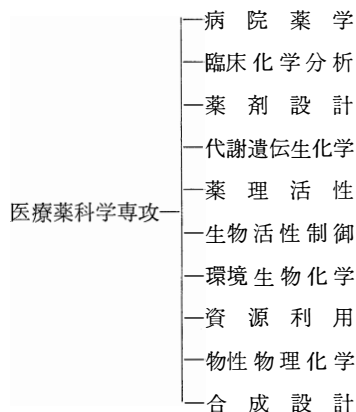 病院薬学
臨床化学分析
薬剤設計
代謝遺伝生化学
薬理活性
医療薬科学専攻
生物活性制御
環境生物化学
資源利用
物性物理化学
合成設計